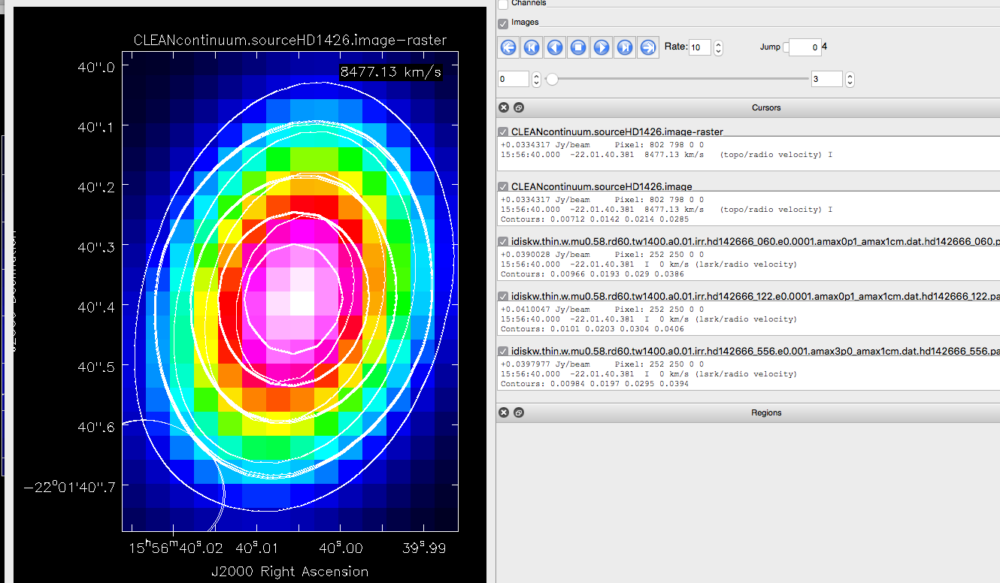 CLEANcontinuum.sourceHD1426.image-raster
8477.13 km/s
40".0
40".1
40".2
40".3
40".4
40".5
40".6
-22°01'40".7
15ʰ56ᵐ40ˢ.02 40ˢ.01 40ˢ.00 39ˢ.99
J2000 Right Ascension
Channels
Images
Rate: 10 Jump 0 4
0 3
Cursors
CLEANcontinuum.sourceHD1426.image-raster
+0.0334317 Jy/beam Pixel: 802 798 0 0
15:56:40.000 -22.01.40.381 8477.13 km/s (topo/radio velocity) I
CLEANcontinuum.sourceHD1426.image
+0.0334317 Jy/beam Pixel: 802 798 0 0
15:56:40.000 -22.01.40.381 8477.13 km/s (topo/radio velocity) I
Contours: 0.00712 0.0142 0.0214 0.0285
idiskw.thin.w.mu0.58.rd60.tw1400.a0.01.irr.hd142666_060.e0.0001.amax0p1_amax1cm.dat.hd142666_060.p
+0.0390028 Jy/beam Pixel: 252 250 0 0
15:56:40.000 -22.01.40.381 I 0 km/s (lsrk/radio velocity)
Contours: 0.00966 0.0193 0.029 0.0386
idiskw.thin.w.mu0.58.rd60.tw1400.a0.01.irr.hd142666_122.e0.0001.amax0p1_amax1cm.dat.hd142666_122.pa
+0.0410047 Jy/beam Pixel: 252 250 0 0
15:56:40.000 -22.01.40.381 I 0 km/s (lsrk/radio velocity)
Contours: 0.0101 0.0203 0.0304 0.0406
idiskw.thin.w.mu0.58.rd60.tw1400.a0.01.irr.hd142666_556.e0.001.amax3p0_amax1cm.dat.hd142666_556.pa
+0.0397977 Jy/beam Pixel: 252 250 0 0
15:56:40.000 -22.01.40.381 I 0 km/s (lsrk/radio velocity)
Contours: 0.00984 0.0197 0.0295 0.0394
Regions